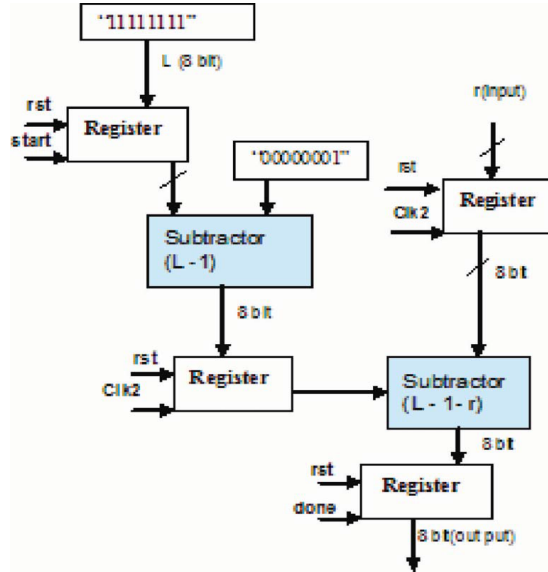 "11111111"
L (8 bit)
rst
Register
start
"00000001"
r(input)
rst
Register
Clk2
Subtractor
(L - 1)
8 bit
8 bit
rst
Register
Clk2
Subtractor
(L - 1- r)
8 bit
rst
Register
done
8 bit(out put)